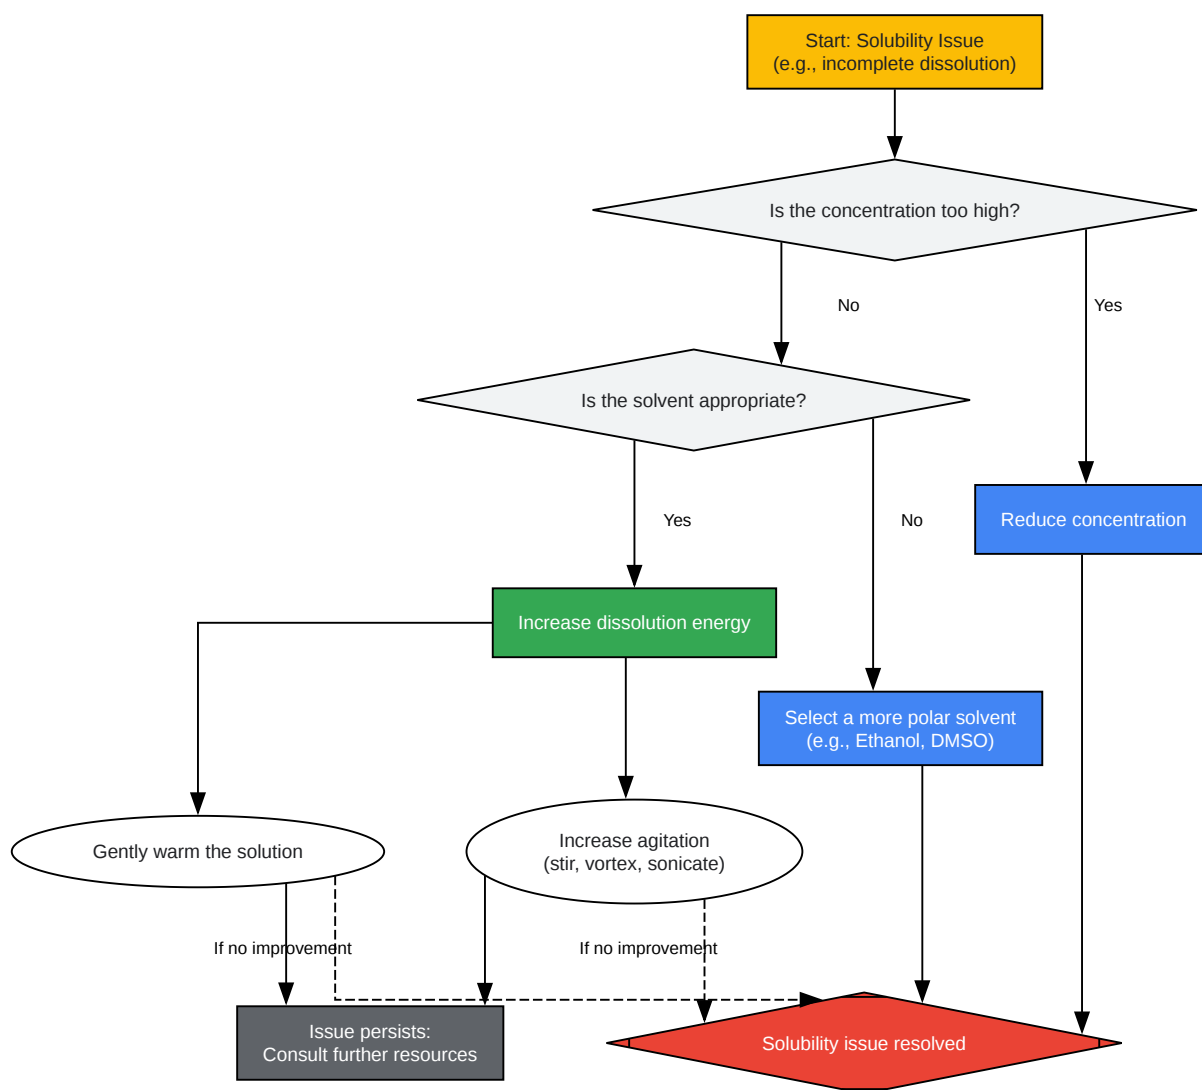 Start: Solubility Issue
(e.g., incomplete dissolution)
Is the concentration too high?
No
Yes
Is the solvent appropriate?
Yes
No
Reduce concentration
Increase dissolution energy
Select a more polar solvent
(e.g., Ethanol, DMSO)
Gently warm the solution
Increase agitation
(stir, vortex, sonicate)
If no improvement
If no improvement
Issue persists:
Consult further resources
Solubility issue resolved